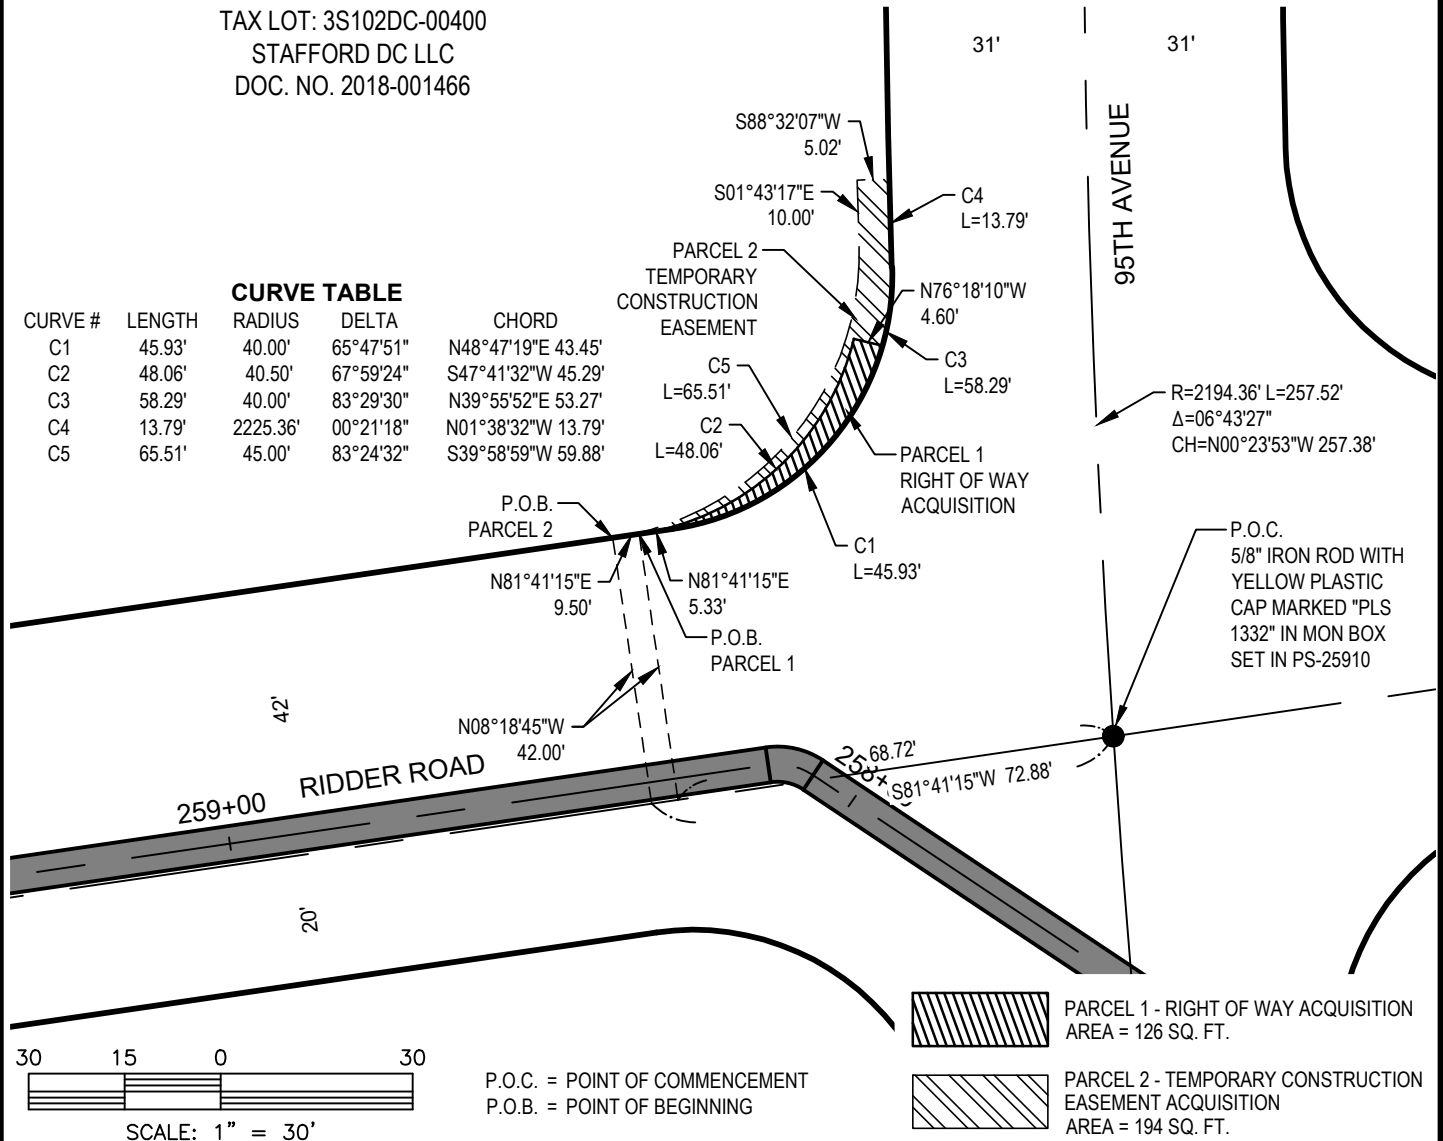 TAX LOT: 3S102DC-00400
STAFFORD DC LLC
DOC. NO. 2018-001466
31'
31'
95TH AVENUE
S88°32'07"W
5.02'
S01°43'17"E
10.00'
C4
L=13.79'
PARCEL 2
TEMPORARY
CONSTRUCTION
EASEMENT
N76°18'10"W
4.60'
CURVE TABLE
CURVE # LENGTH RADIUS DELTA CHORD
C1 45.93' 40.00' 65°47'51" N48°47'19"E 43.45'
C2 48.06' 40.50' 67°59'24" S47°41'32"W 45.29'
C3 58.29' 40.00' 83°29'30" N39°55'52"E 53.27'
C4 13.79' 2225.36' 00°21'18" N01°38'32"W 13.79'
C5 65.51' 45.00' 83°24'32" S39°58'59"W 59.88'
C5
L=65.51'
C3
L=58.29'
C2
L=48.06'
R=2194.36' L=257.52'
Δ=06°43'27"
CH=N00°23'53"W 257.38'
PARCEL 1
RIGHT OF WAY
ACQUISITION
P.O.B.
PARCEL 2
C1
L=45.93'
P.O.C.
5/8" IRON ROD WITH
YELLOW PLASTIC
CAP MARKED "PLS
1332" IN MON BOX
SET IN PS-25910
N81°41'15"E
9.50'
N81°41'15"E
5.33'
P.O.B.
PARCEL 1
42'
N08°18'45"W
42.00'
RIDDER ROAD
259+00
68.72'
S81°41'15"W 72.88'
20'
30 15 0 30
SCALE: 1" = 30'
P.O.C. = POINT OF COMMENCEMENT
P.O.B. = POINT OF BEGINNING
PARCEL 1 - RIGHT OF WAY ACQUISITION
AREA = 126 SQ. FT.
PARCEL 2 - TEMPORARY CONSTRUCTION
EASEMENT ACQUISITION
AREA = 194 SQ. FT.